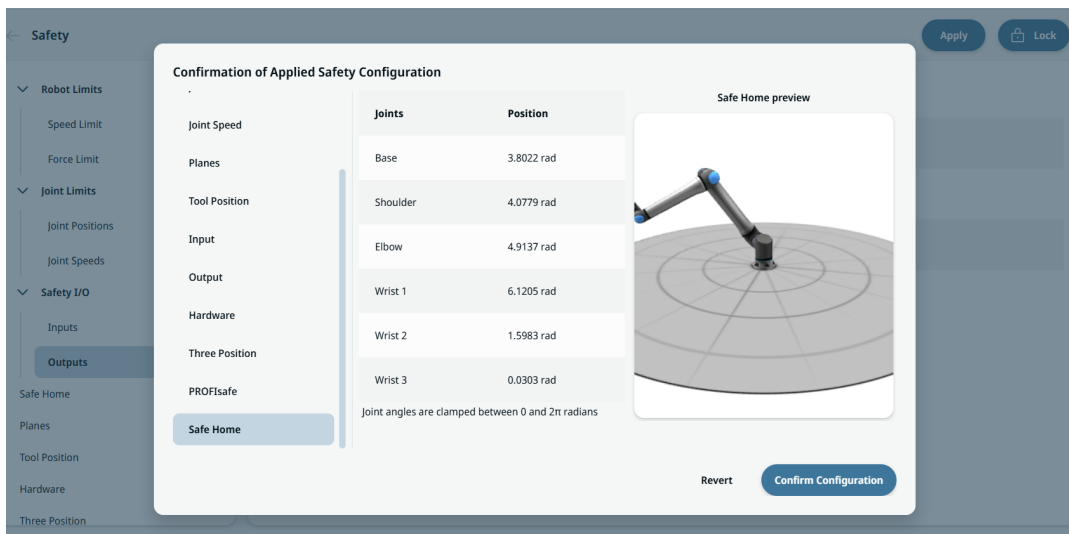 Safety
Apply
Lock
Robot Limits
Speed Limit
Force Limit
Joint Limits
Joint Positions
Joint Speeds
Safety I/O
Inputs
Outputs
Safe Home
Planes
Tool Position
Hardware
Three Position
Confirmation of Applied Safety Configuration
Joint Speed
Planes
Tool Position
Input
Output
Hardware
Three Position
PROFIsafe
Safe Home
Joints Position
Base 3.8022 rad
Shoulder 4.0779 rad
Elbow 4.9137 rad
Wrist 1 6.1205 rad
Wrist 2 1.5983 rad
Wrist 3 0.0303 rad
Joint angles are clamped between 0 and 2π radians
Safe Home preview
Revert
Confirm Configuration